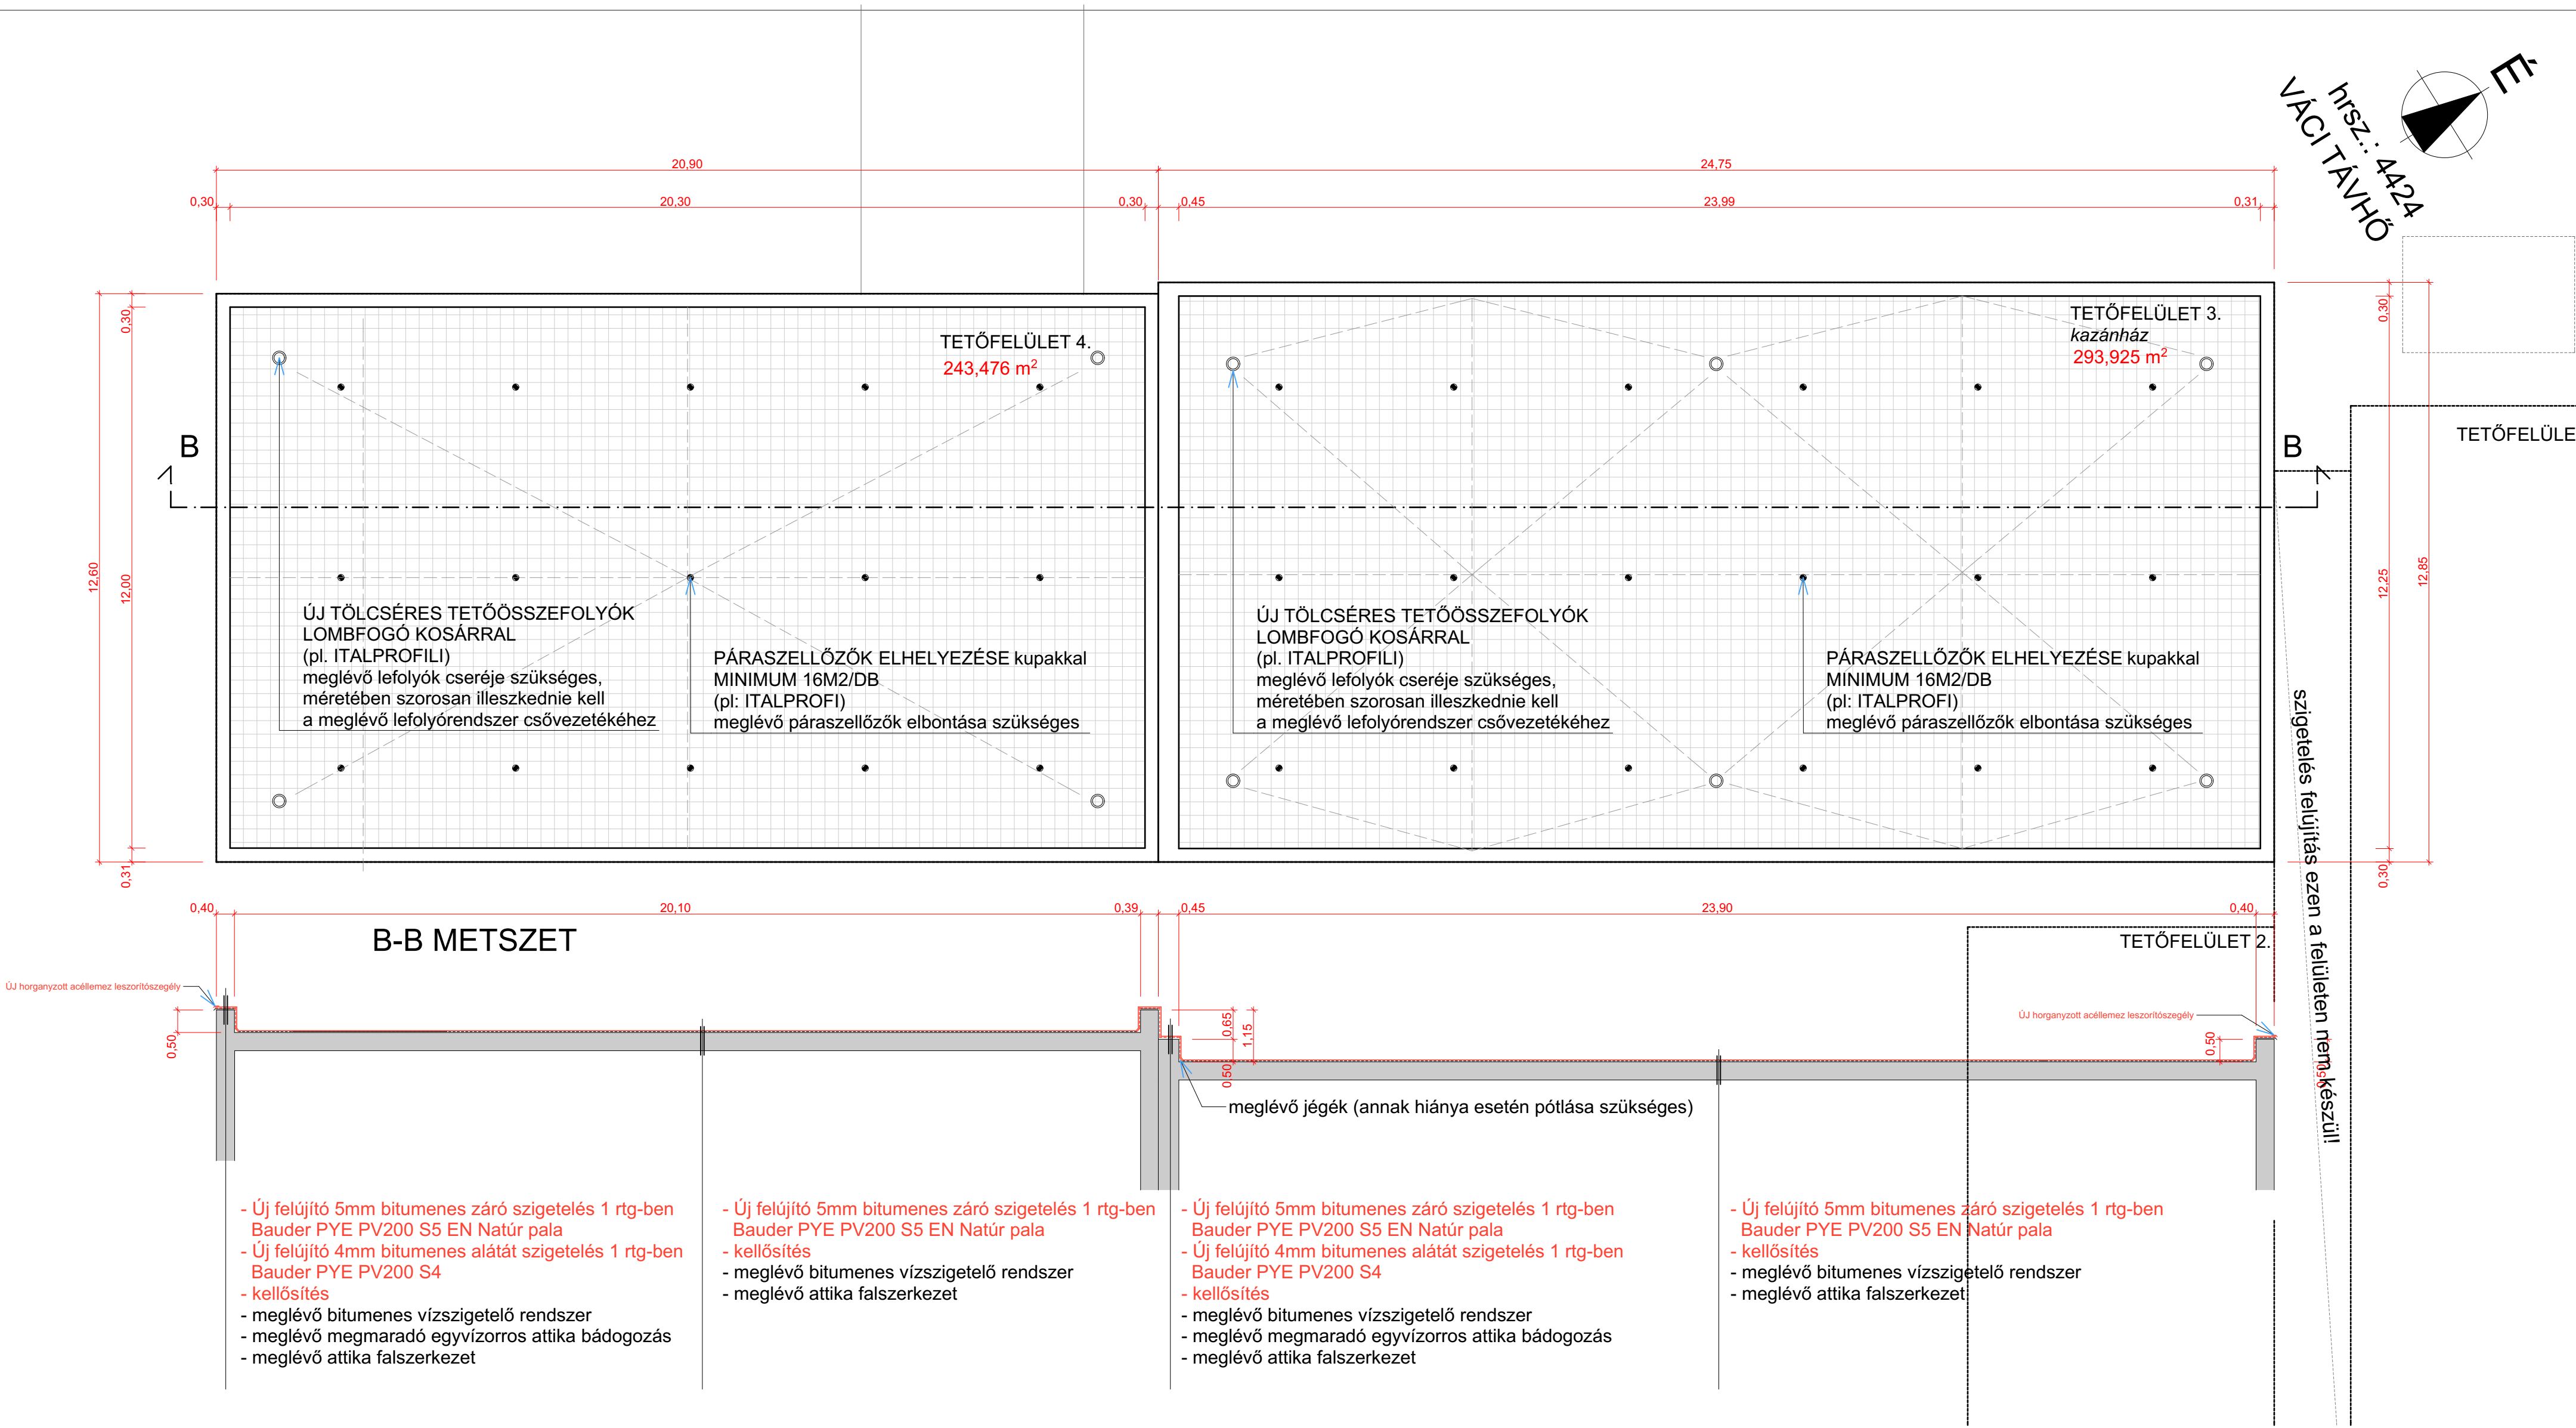 É
hrsz.: 4424
VÁCI TÁVHŐ
20,90
24,75
0,30
20,30
0,30
0,45
23,99
0,31
12,60
0,30
12,00
0,31
TETŐFELÜLET 4.
243,476 m²
TETŐFELÜLET 3.
kazánház
293,925 m²
0,30
12,25
0,30
12,85
B
B
TETŐFELÜLE
ÚJ TÖLCSÉRES TETŐÖSSZEFOLYÓK
LOMBFOGÓ KOSÁRRAL
(pl. ITALPROFILI)
meglévő lefolyók cseréje szükséges,
méretében szorosan illeszkednie kell
a meglévő lefolyórendszer csővezetékéhez
PÁRASZELLŐZŐK ELHELYEZÉSE kupakkal
MINIMUM 16M2/DB
(pl: ITALPROFI)
meglévő páraszellőzők elbontása szükséges
ÚJ TÖLCSÉRES TETŐÖSSZEFOLYÓK
LOMBFOGÓ KOSÁRRAL
(pl. ITALPROFILI)
meglévő lefolyók cseréje szükséges,
méretében szorosan illeszkednie kell
a meglévő lefolyórendszer csővezetékéhez
PÁRASZELLŐZŐK ELHELYEZÉSE kupakkal
MINIMUM 16M2/DB
(pl: ITALPROFI)
meglévő páraszellőzők elbontása szükséges
szigetelés felújítás ezen a felületen nem készül!
0,40
20,10
0,39
0,45
23,90
0,40
B-B METSZET
TETŐFELÜLET 2.
ÚJ horganyzott acéllemez leszorítószegély
0,50
0,65
1,15
0,50
ÚJ horganyzott acéllemez leszorítószegély
0,50
0,50
meglévő jégék (annak hiánya esetén pótlása szükséges)
- Új felújító 5mm bitumenes záró szigetelés 1 rtg-ben
Bauder PYE PV200 S5 EN Natúr pala
- Új felújító 4mm bitumenes alátát szigetelés 1 rtg-ben
Bauder PYE PV200 S4
- kellősítés
- meglévő bitumenes vízszigetelő rendszer
- meglévő megmaradó egyvízorros attika bádogozás
- meglévő attika falszerkezet
- Új felújító 5mm bitumenes záró szigetelés 1 rtg-ben
Bauder PYE PV200 S5 EN Natúr pala
- kellősítés
- meglévő bitumenes vízszigetelő rendszer
- meglévő attika falszerkezet
- Új felújító 5mm bitumenes záró szigetelés 1 rtg-ben
Bauder PYE PV200 S5 EN Natúr pala
- Új felújító 4mm bitumenes alátát szigetelés 1 rtg-ben
Bauder PYE PV200 S4
- kellősítés
- meglévő bitumenes vízszigetelő rendszer
- meglévő megmaradó egyvízorros attika bádogozás
- meglévő attika falszerkezet
- Új felújító 5mm bitumenes záró szigetelés 1 rtg-ben
Bauder PYE PV200 S5 EN Natúr pala
- kellősítés
- meglévő bitumenes vízszigetelő rendszer
- meglévő attika falszerkezet